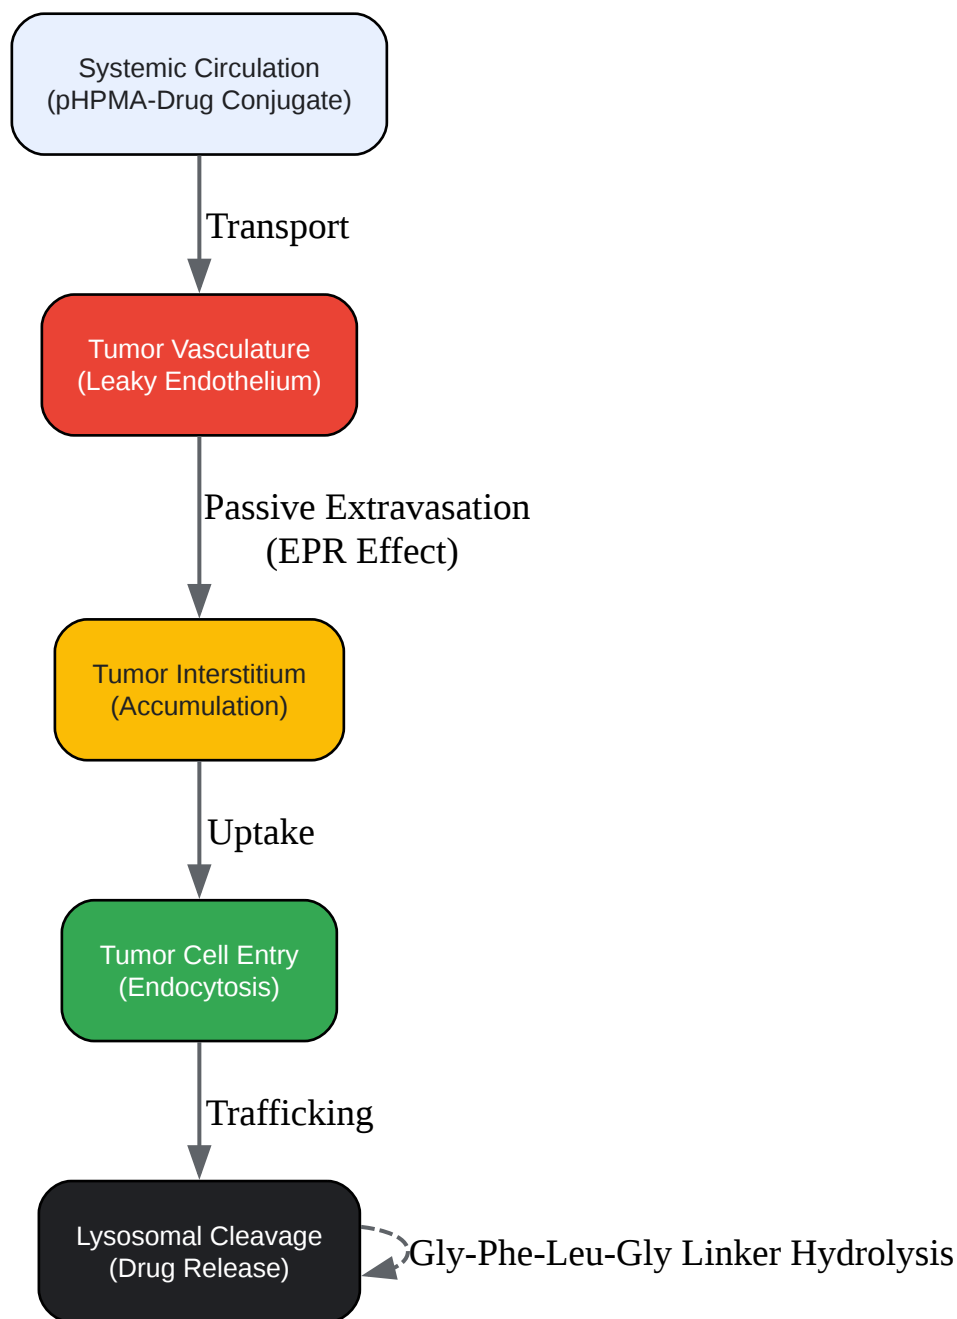 Systemic Circulation
(pHPMA-Drug Conjugate)
Transport
Tumor Vasculature
(Leaky Endothelium)
Passive Extravasation
(EPR Effect)
Tumor Interstitium
(Accumulation)
Uptake
Tumor Cell Entry
(Endocytosis)
Trafficking
Lysosomal Cleavage
(Drug Release)
Gly-Phe-Leu-Gly Linker Hydrolysis